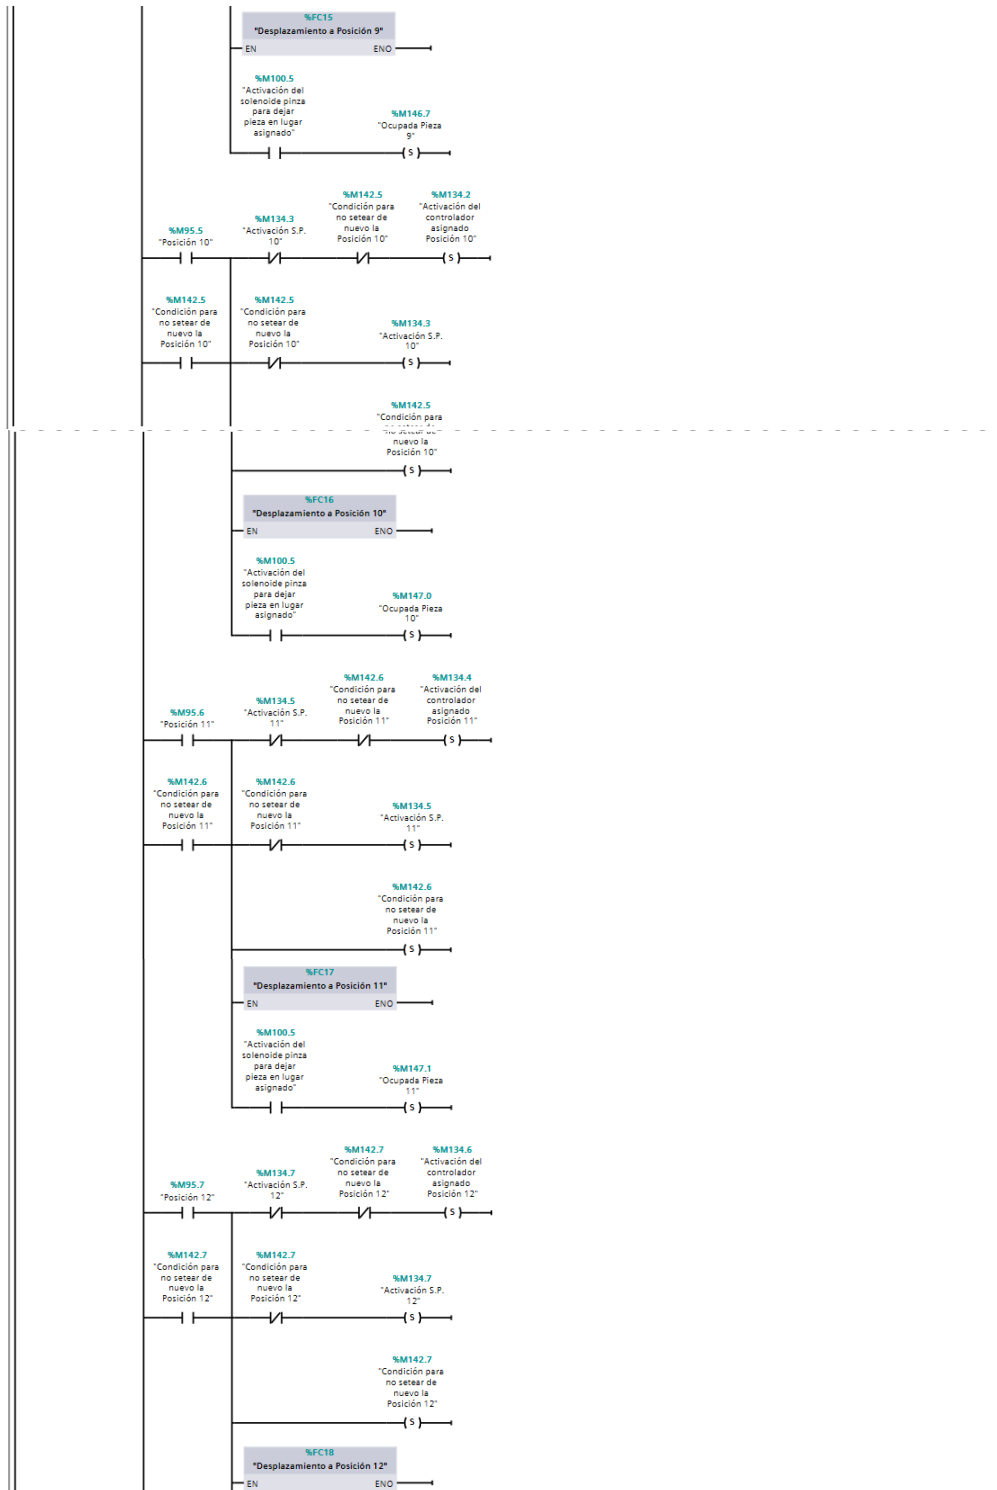 %FC15
"Desplazamiento a Posición 9"
EN ENO
%M100.5
"Activación del
solenoide pinza
para dejar
pieza en lugar
asignado"
%M146.7
"Ocupada Pieza
9"
( S )
%M95.5
"Posición 10"
%M134.3
"Activación S.P.
10"
%M142.5
"Condición para
no setear de
nuevo la
Posición 10"
%M134.2
"Activación del
controlador
asignado
Posición 10"
( S )
%M142.5
"Condición para
no setear de
nuevo la
Posición 10"
%M142.5
"Condición para
no setear de
nuevo la
Posición 10"
%M134.3
"Activación S.P.
10"
( S )
%M142.5
"Condición para
no setear de
nuevo la
Posición 10"
( S )
%FC16
"Desplazamiento a Posición 10"
EN ENO
%M100.5
"Activación del
solenoide pinza
para dejar
pieza en lugar
asignado"
%M147.0
"Ocupada Pieza
10"
( S )
%M95.6
"Posición 11"
%M134.5
"Activación S.P.
11"
%M142.6
"Condición para
no setear de
nuevo la
Posición 11"
%M134.4
"Activación del
controlador
asignado
Posición 11"
( S )
%M142.6
"Condición para
no setear de
nuevo la
Posición 11"
%M142.6
"Condición para
no setear de
nuevo la
Posición 11"
%M134.5
"Activación S.P.
11"
( S )
%M142.6
"Condición para
no setear de
nuevo la
Posición 11"
( S )
%FC17
"Desplazamiento a Posición 11"
EN ENO
%M100.5
"Activación del
solenoide pinza
para dejar
pieza en lugar
asignado"
%M147.1
"Ocupada Pieza
11"
( S )
%M95.7
"Posición 12"
%M134.7
"Activación S.P.
12"
%M142.7
"Condición para
no setear de
nuevo la
Posición 12"
%M134.6
"Activación del
controlador
asignado
Posición 12"
( S )
%M142.7
"Condición para
no setear de
nuevo la
Posición 12"
%M142.7
"Condición para
no setear de
nuevo la
Posición 12"
%M134.7
"Activación S.P.
12"
( S )
%M142.7
"Condición para
no setear de
nuevo la
Posición 12"
( S )
%FC18
"Desplazamiento a Posición 12"
EN ENO